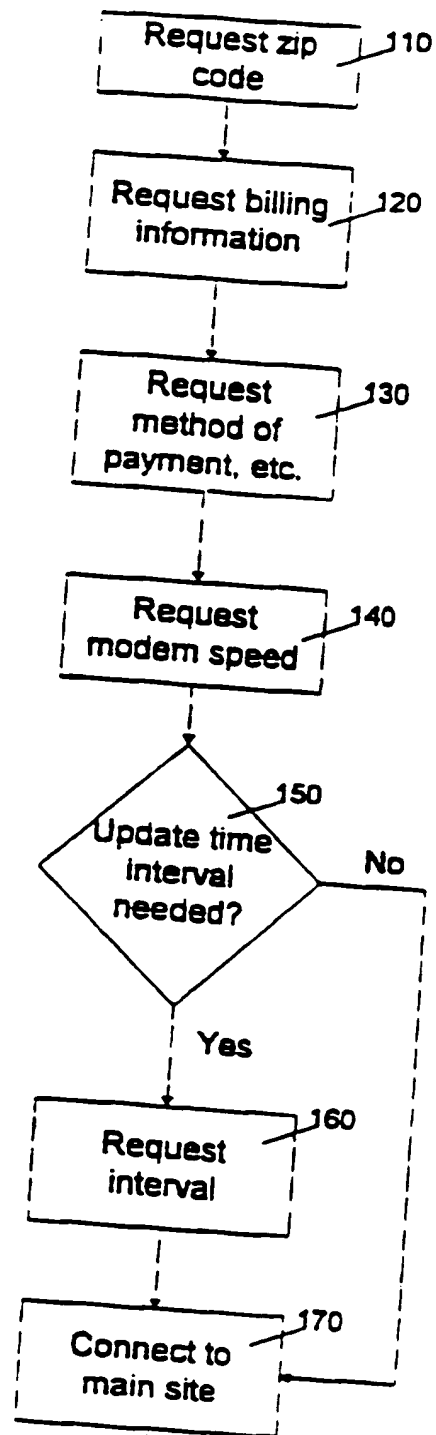 Request zip
code
110
Request billing
information
120
Request
method of
payment, etc.
130
Request
modem speed
140
Update time
interval
needed?
150
No
Yes
Request
interval
160
Connect to
main site
170